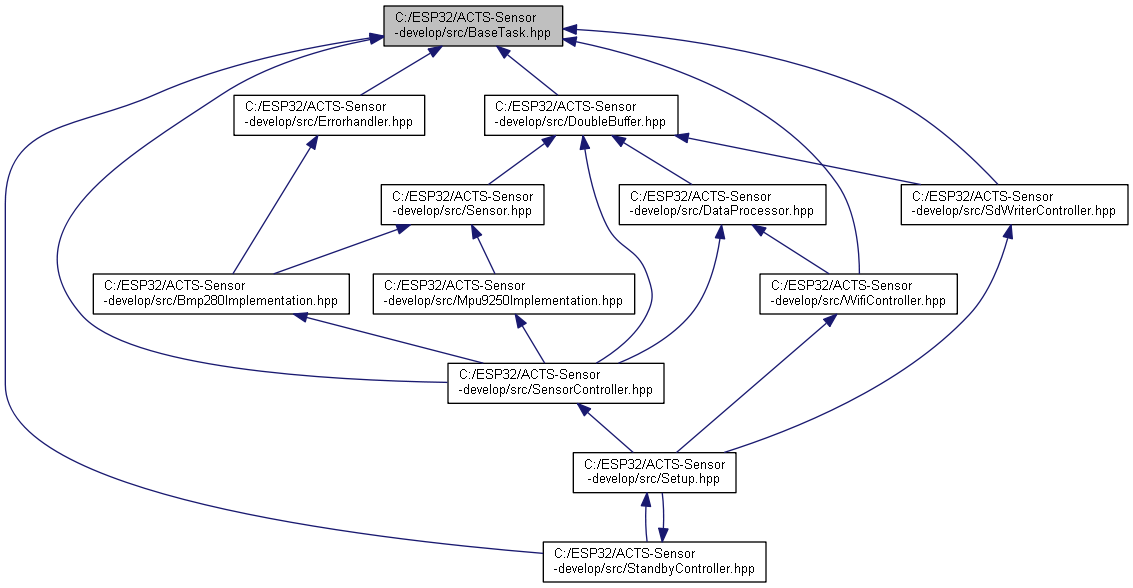 C:/ESP32/ACTS-Sensor
-develop/src/BaseTask.hpp
C:/ESP32/ACTS-Sensor
-develop/src/Errorhandler.hpp
C:/ESP32/ACTS-Sensor
-develop/src/DoubleBuffer.hpp
C:/ESP32/ACTS-Sensor
-develop/src/Sensor.hpp
C:/ESP32/ACTS-Sensor
-develop/src/DataProcessor.hpp
C:/ESP32/ACTS-Sensor
-develop/src/SdWriterController.hpp
C:/ESP32/ACTS-Sensor
-develop/src/Bmp280Implementation.hpp
C:/ESP32/ACTS-Sensor
-develop/src/Mpu9250Implementation.hpp
C:/ESP32/ACTS-Sensor
-develop/src/WifiController.hpp
C:/ESP32/ACTS-Sensor
-develop/src/SensorController.hpp
C:/ESP32/ACTS-Sensor
-develop/src/Setup.hpp
C:/ESP32/ACTS-Sensor
-develop/src/StandbyController.hpp